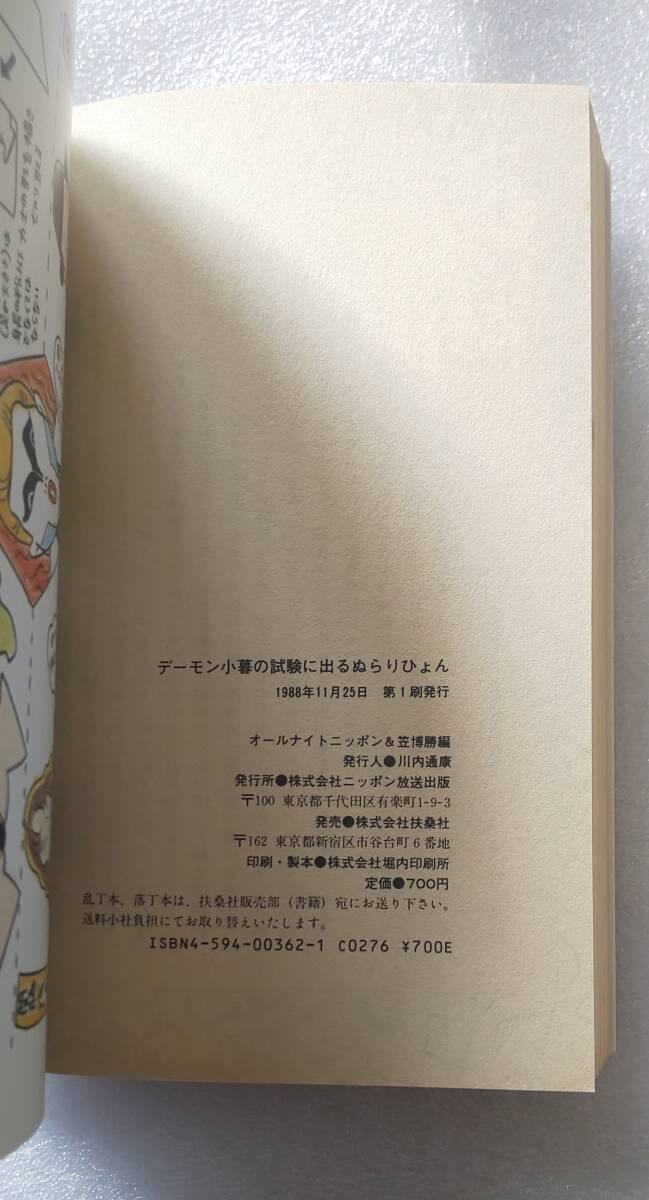 デーモン小暮の試験に出るぬらりひょん
1988年11月25日 第1刷発行
オールナイトニッポン&笠博勝編
発行人●川内通康
発行所●株式会社ニッポン放送出版
〒100 東京都千代田区有楽町1-9-3
発売●株式会社扶桑社
〒162 東京都新宿区市谷台町6番地
印刷・製本●株式会社堀内印刷所
定価●700円
乱丁本、落丁本は、扶桑社販売部(書籍)宛にお送り下さい。
送料小社負担にてお取り替えいたします。
ISBN4-594-00362-1 C0276 ¥700E